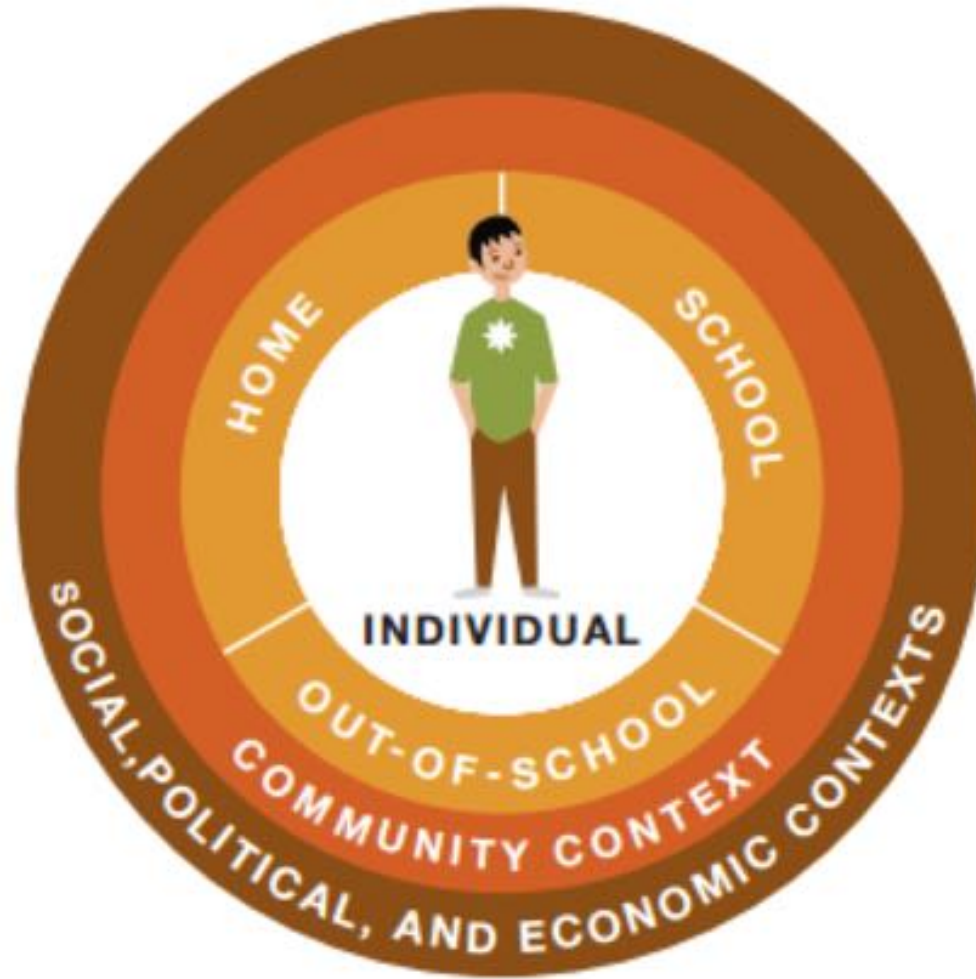 HOME
SCHOOL
INDIVIDUAL
OUT-OF-SCHOOL
COMMUNITY CONTEXT
SOCIAL, POLITICAL, AND ECONOMIC CONTEXTS